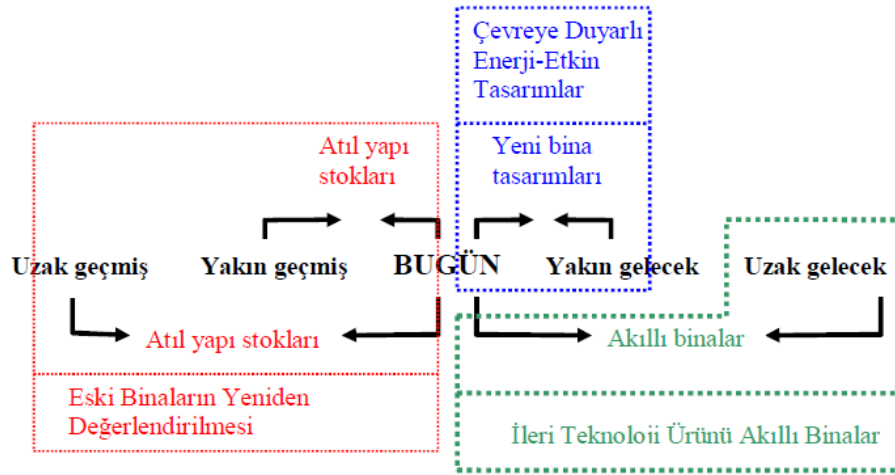 Çevreye Duyarlı
Enerji-Etkin
Tasarımlar
Atıl yapı
stokları
Yeni bina
tasarımları
Uzak geçmiş Yakın geçmiş BUGÜN Yakın gelecek Uzak gelecek
Atıl yapı stokları
Akıllı binalar
Eski Binaların Yeniden
Değerlendirilmesi
İleri Teknoloji Ürünü Akıllı Binalar